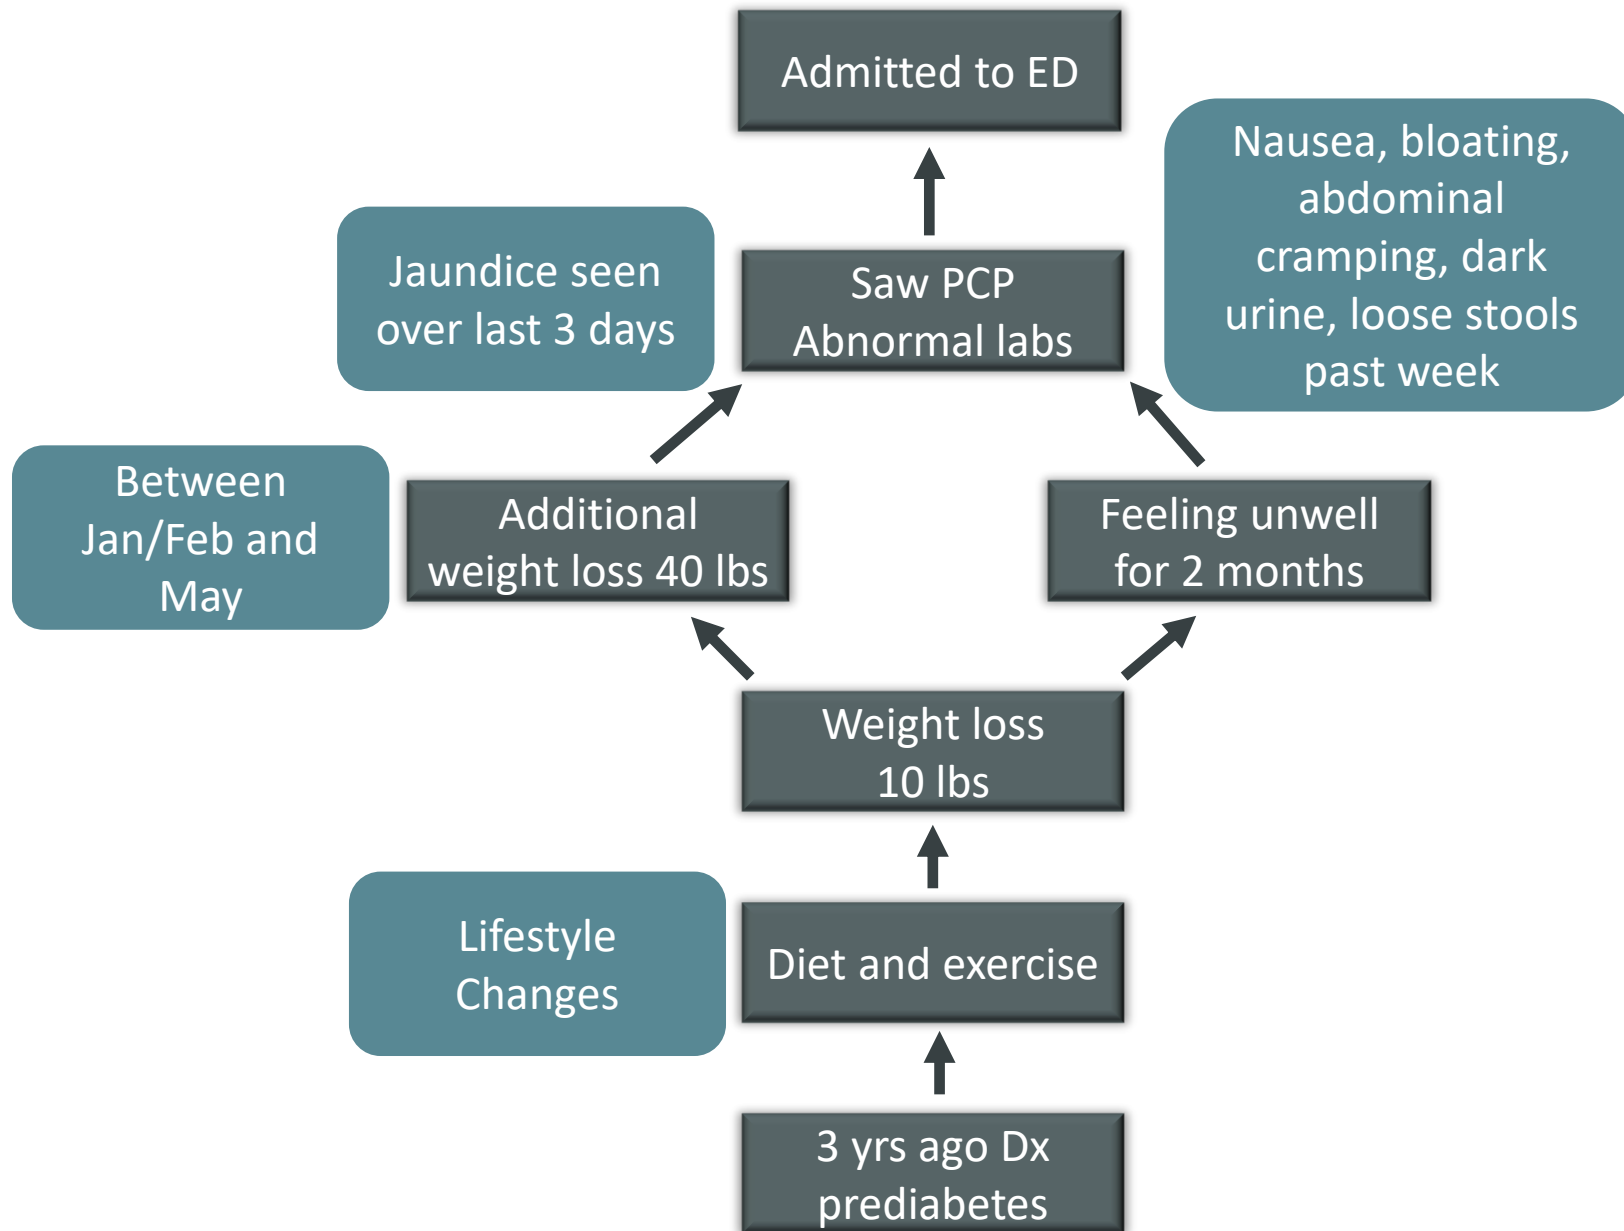 Admitted to ED
Nausea, bloating,
abdominal
cramping, dark
urine, loose stools
past week
Jaundice seen
over last 3 days
Saw PCP
Abnormal labs
Between
Jan/Feb and
May
Additional
weight loss 40 lbs
Feeling unwell
for 2 months
Weight loss
10 lbs
Lifestyle
Changes
Diet and exercise
3 yrs ago Dx
prediabetes